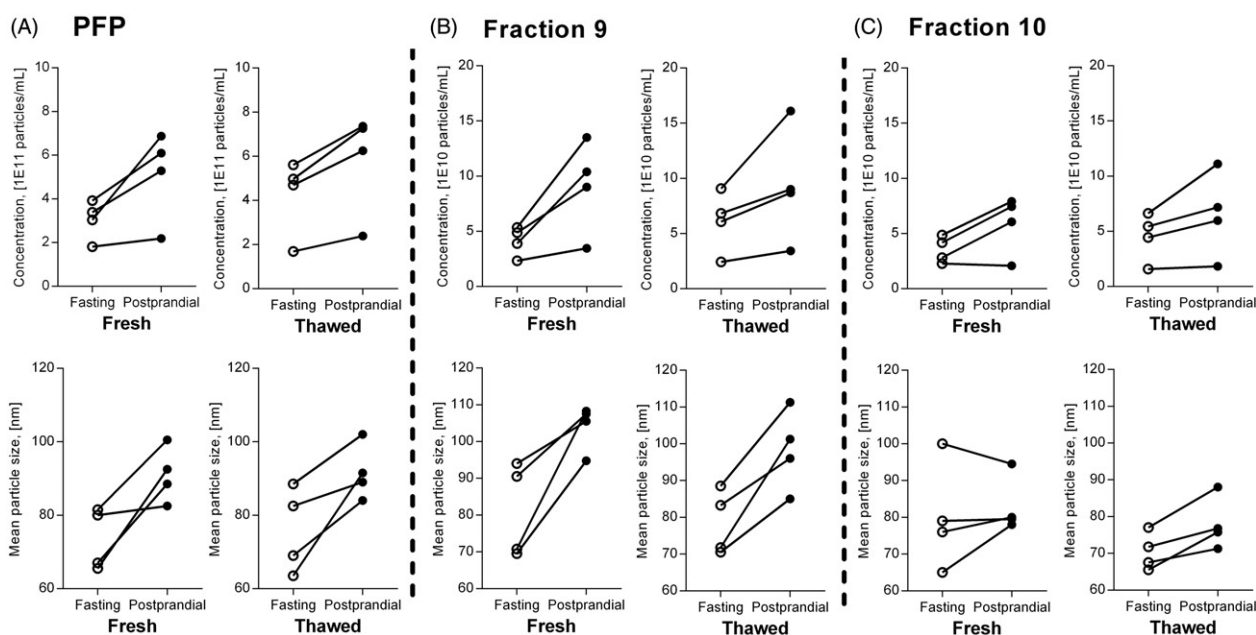 (A) PFP
(B) Fraction 9
(C) Fraction 10
Concentration, [1E11 particles/mL]
10
8
6
4
2
0
Fasting Postprandial
Fresh
Concentration, [1E11 particles/mL]
10
8
6
4
2
0
Fasting Postprandial
Thawed
Concentration, [1E10 particles/mL]
20
15
10
5
0
Fasting Postprandial
Fresh
Concentration, [1E10 particles/mL]
20
15
10
5
0
Fasting Postprandial
Thawed
Concentration, [1E10 particles/mL]
20
15
10
5
0
Fasting Postprandial
Fresh
Concentration, [1E10 particles/mL]
20
15
10
5
0
Fasting Postprandial
Thawed
Mean particle size, [nm]
120
100
80
60
Fasting Postprandial
Fresh
Mean particle size, [nm]
120
100
80
60
Fasting Postprandial
Thawed
Mean particle size, [nm]
120
110
100
90
80
70
60
Fasting Postprandial
Fresh
Mean particle size, [nm]
120
110
100
90
80
70
60
Fasting Postprandial
Thawed
Mean particle size, [nm]
120
110
100
90
80
70
60
Fasting Postprandial
Fresh
Mean particle size, [nm]
120
110
100
90
80
70
60
Fasting Postprandial
Thawed